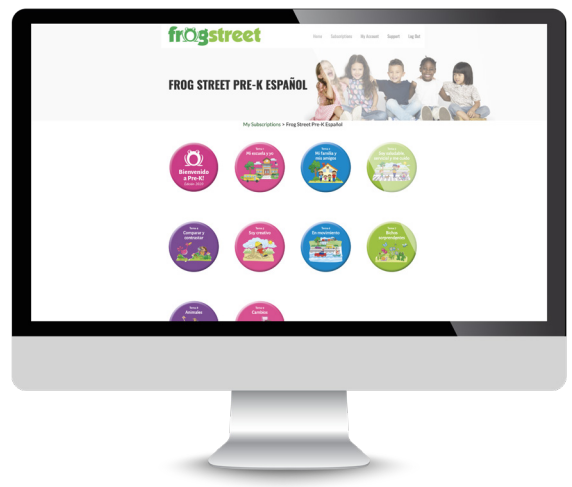 frogstreet
Home Subscriptions My Account Support Log Out
FROG STREET PRE-K ESPAÑOL
My Subscriptions > Frog Street Pre-K Español
Bienvenido
a Pre-K!
Mi escuela y yo
Mi familia y
mis amigos
Comparar y
contrastar
Soy creativo
En movimiento
Animales
Cambios